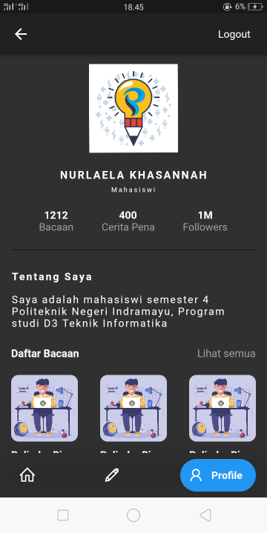 18.45
6%
Logout
NURLAELA KHASANNAH
Mahasiswi
1212 400 1M
Bacaan Cerita Pena Followers
Tentang Saya
Saya adalah mahasiswi semester 4
Politeknik Negeri Indramayu, Program
studi D3 Teknik Informatika
Daftar Bacaan Lihat semua
Profile